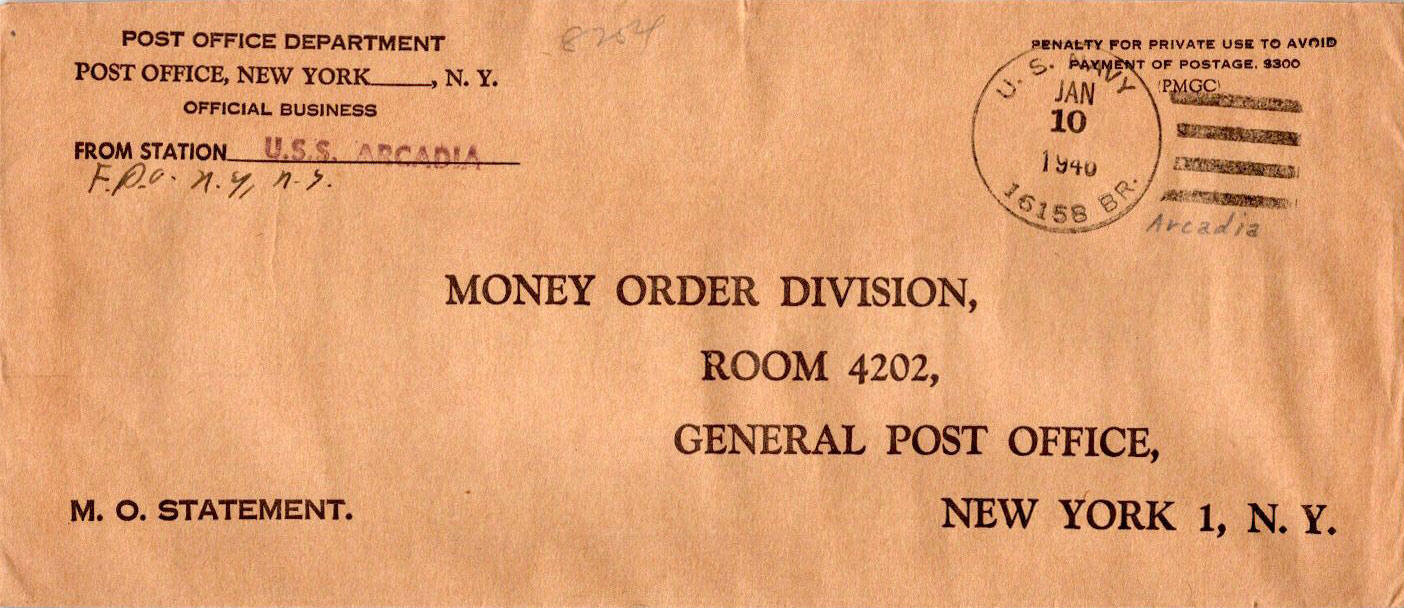 POST OFFICE DEPARTMENT
POST OFFICE, NEW YORK____, N. Y.
OFFICIAL BUSINESS
FROM STATION U.S.S. ARCADIA
F.P.O. N.Y, N.Y.
8204
PENALTY FOR PRIVATE USE TO AVOID
PAYMENT OF POSTAGE, $300
(PMGC)
U. S. NAVY
JAN
10
1946
16158 BR.
Arcadia
MONEY ORDER DIVISION,
ROOM 4202,
GENERAL POST OFFICE,
NEW YORK 1, N. Y.
M. O. STATEMENT.